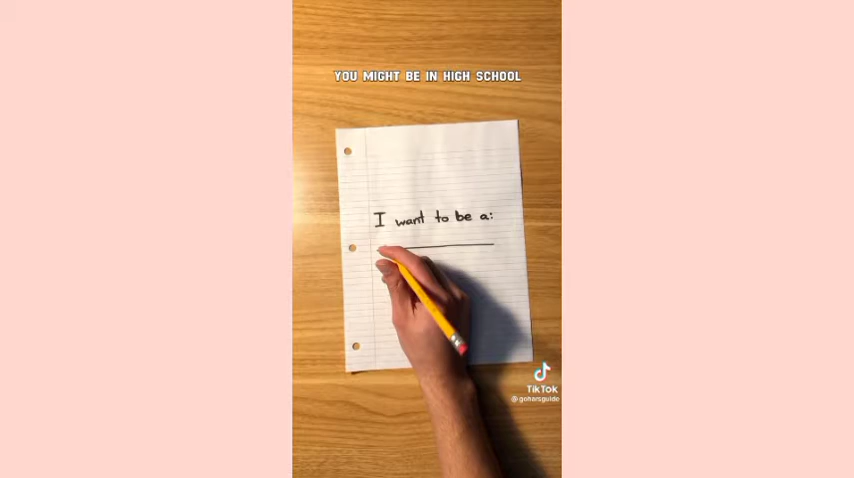 YOU MIGHT BE IN HIGH SCHOOL
I want to be a:
TikTok
@goharsguide